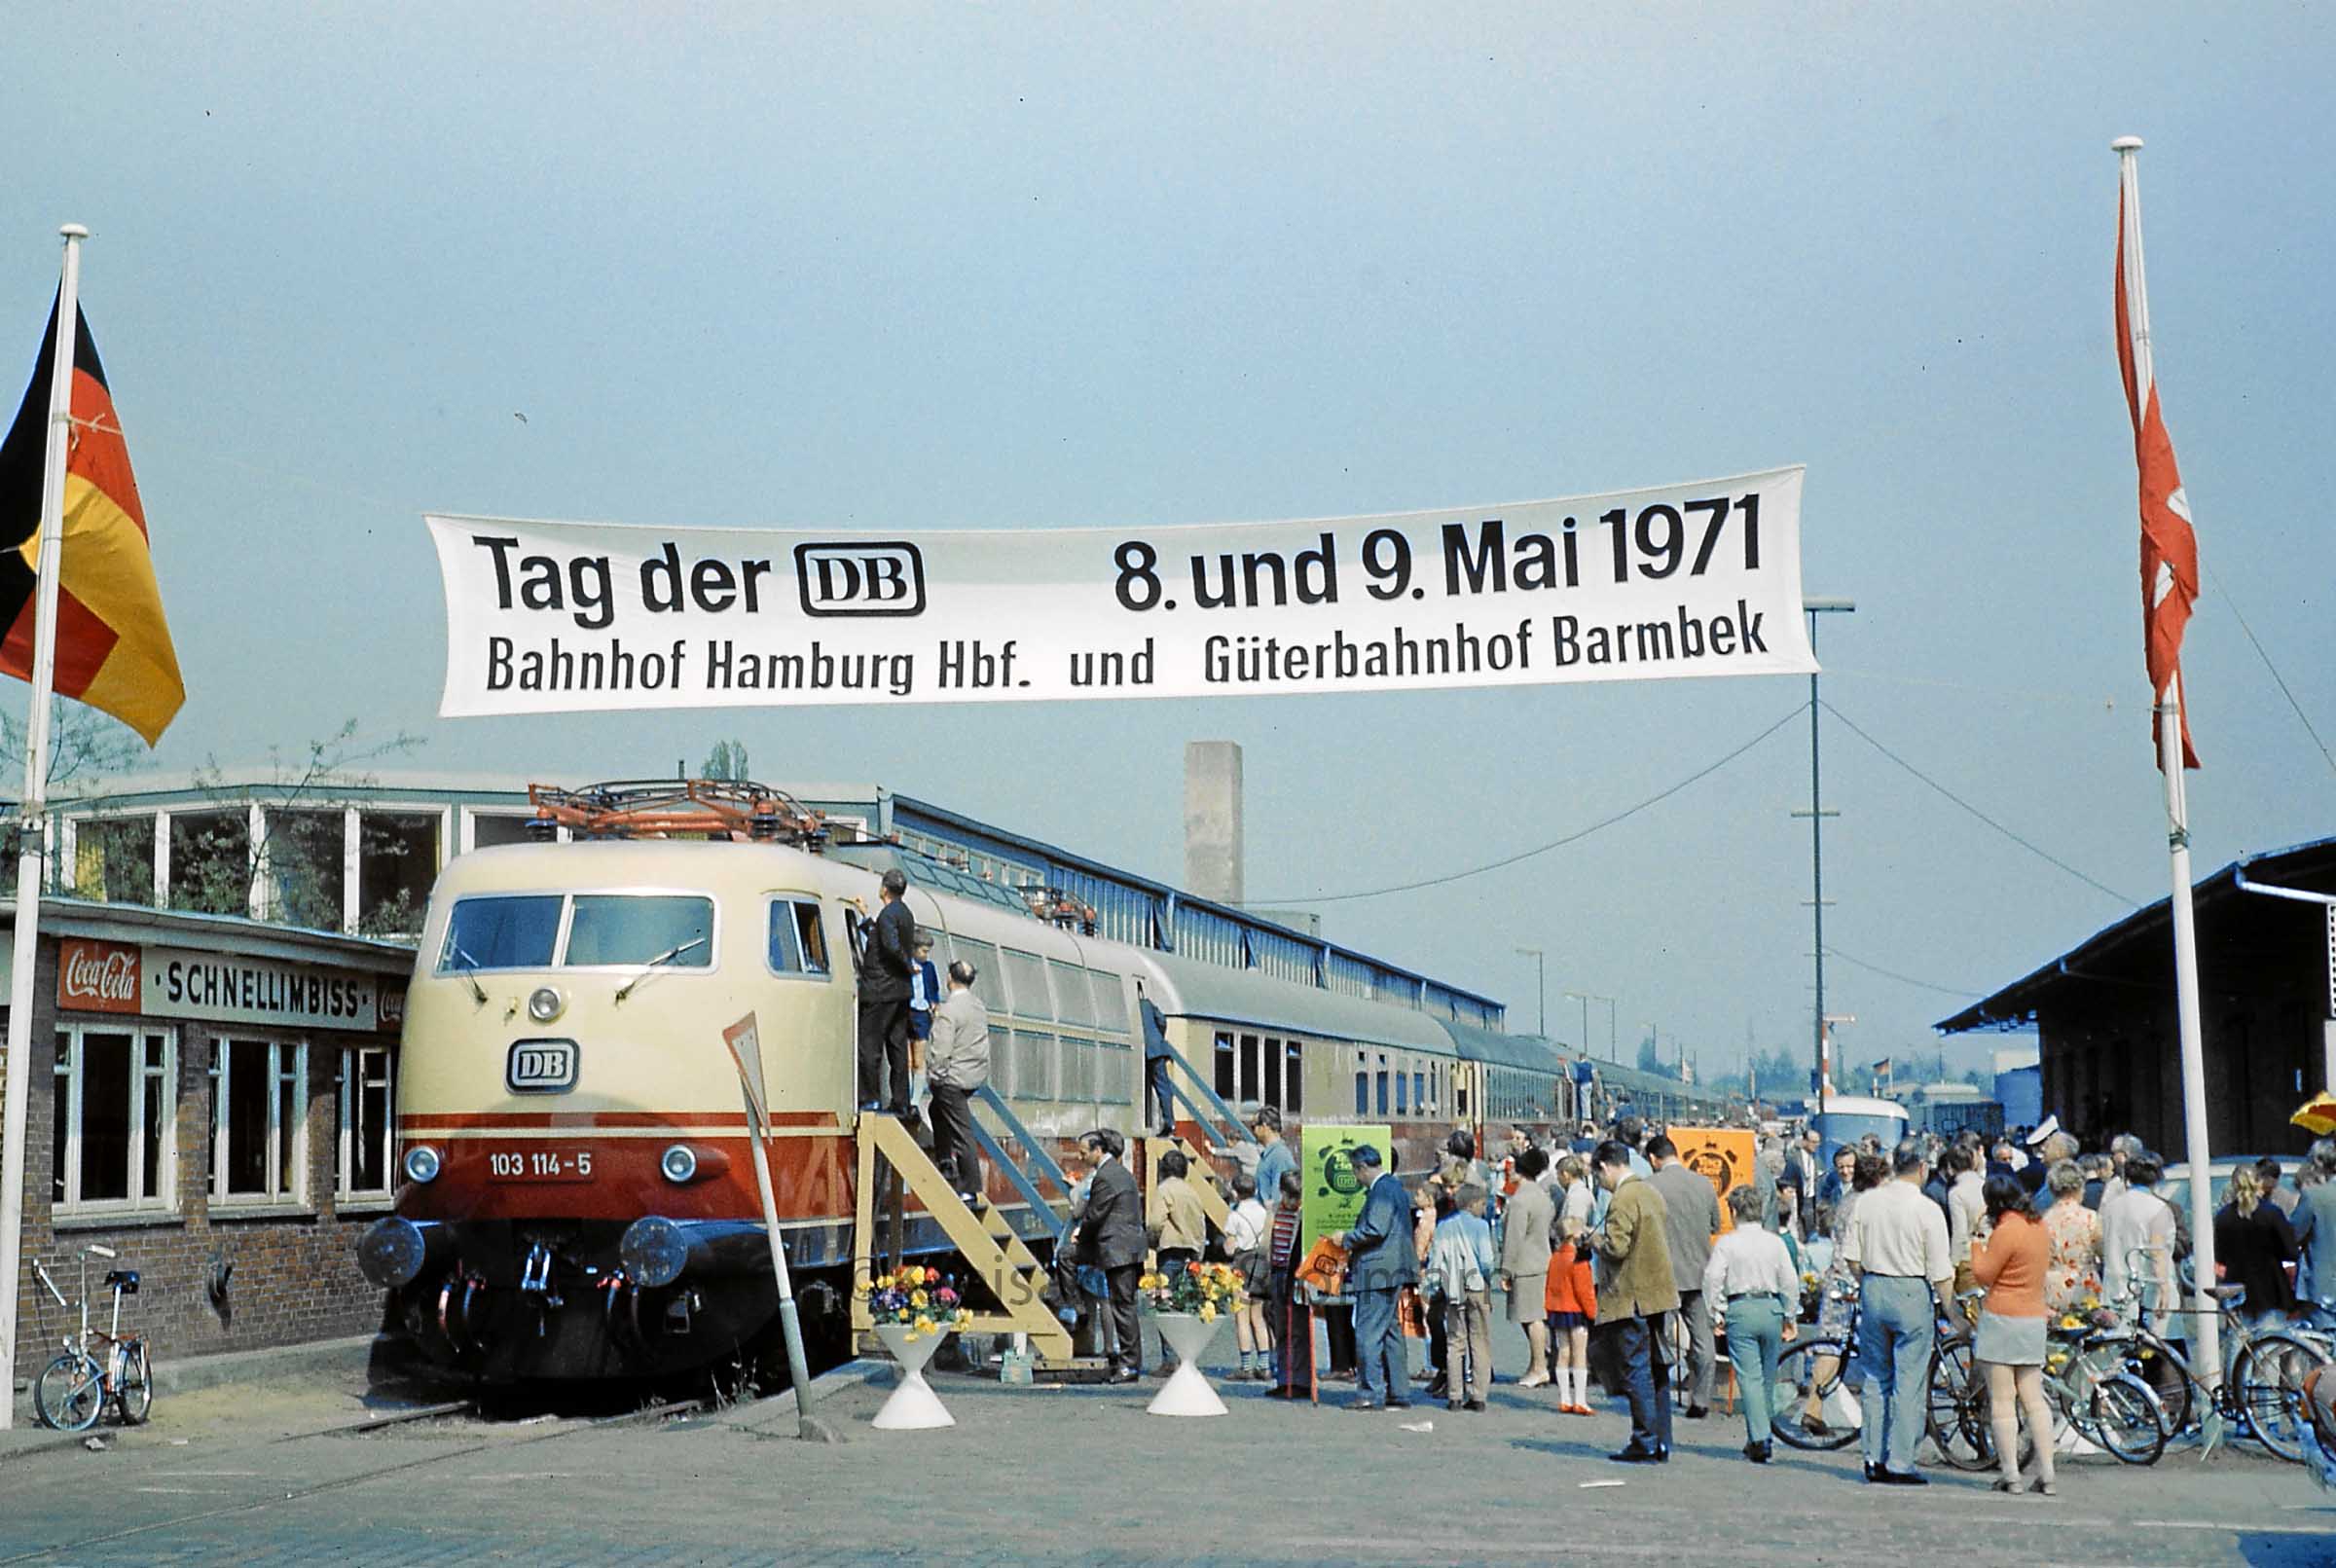 Tag der DB 8. und 9. Mai 1971
Bahnhof Hamburg Hbf. und Güterbahnhof Barmbek
Coca-Cola
·SCHNELLIMBISS·
DB
103 114-5